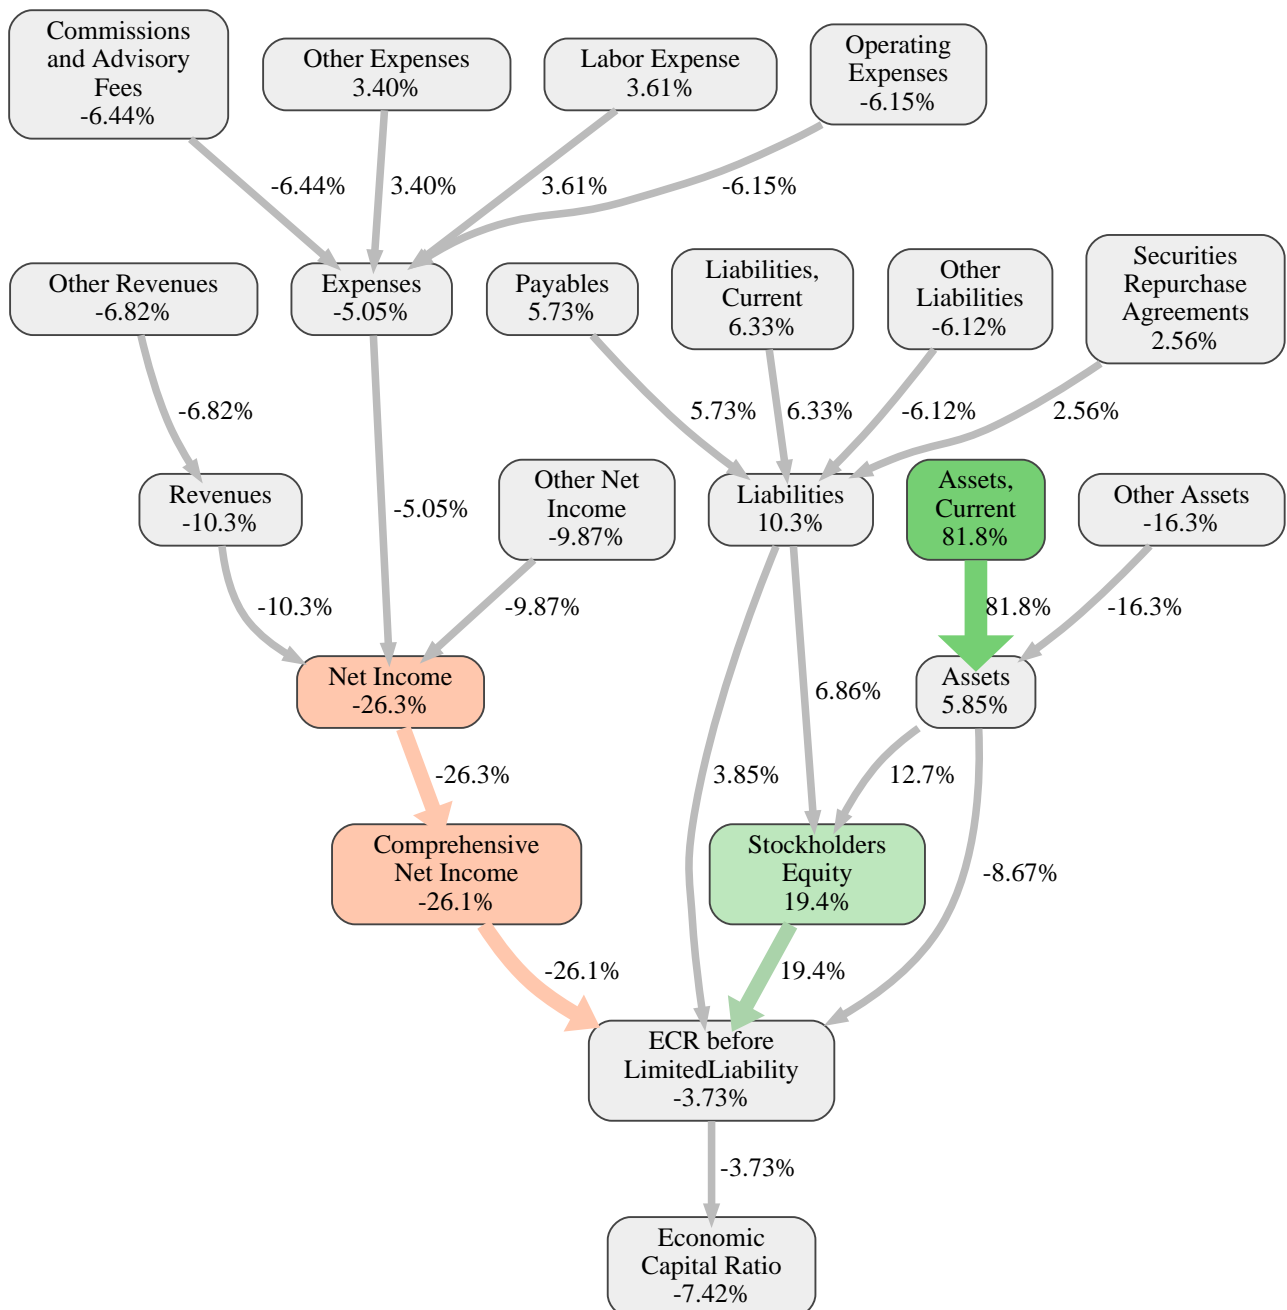 Commissions
and Advisory
Fees
-6.44%
Other Expenses
3.40%
Labor Expense
3.61%
Operating
Expenses
-6.15%
-6.44%
3.40%
3.61%
-6.15%
Other Revenues
-6.82%
Expenses
-5.05%
Payables
5.73%
Liabilities,
Current
6.33%
Other
Liabilities
-6.12%
Securities
Repurchase
Agreements
2.56%
-6.82%
5.73%
6.33%
-6.12%
2.56%
Revenues
-10.3%
-5.05%
Other Net
Income
-9.87%
Liabilities
10.3%
Assets,
Current
81.8%
Other Assets
-16.3%
-10.3%
-9.87%
81.8%
-16.3%
Net Income
-26.3%
6.86%
Assets
5.85%
-26.3%
3.85%
12.7%
Comprehensive
Net Income
-26.1%
Stockholders
Equity
19.4%
-8.67%
-26.1%
19.4%
ECR before
LimitedLiability
-3.73%
-3.73%
Economic
Capital Ratio
-7.42%